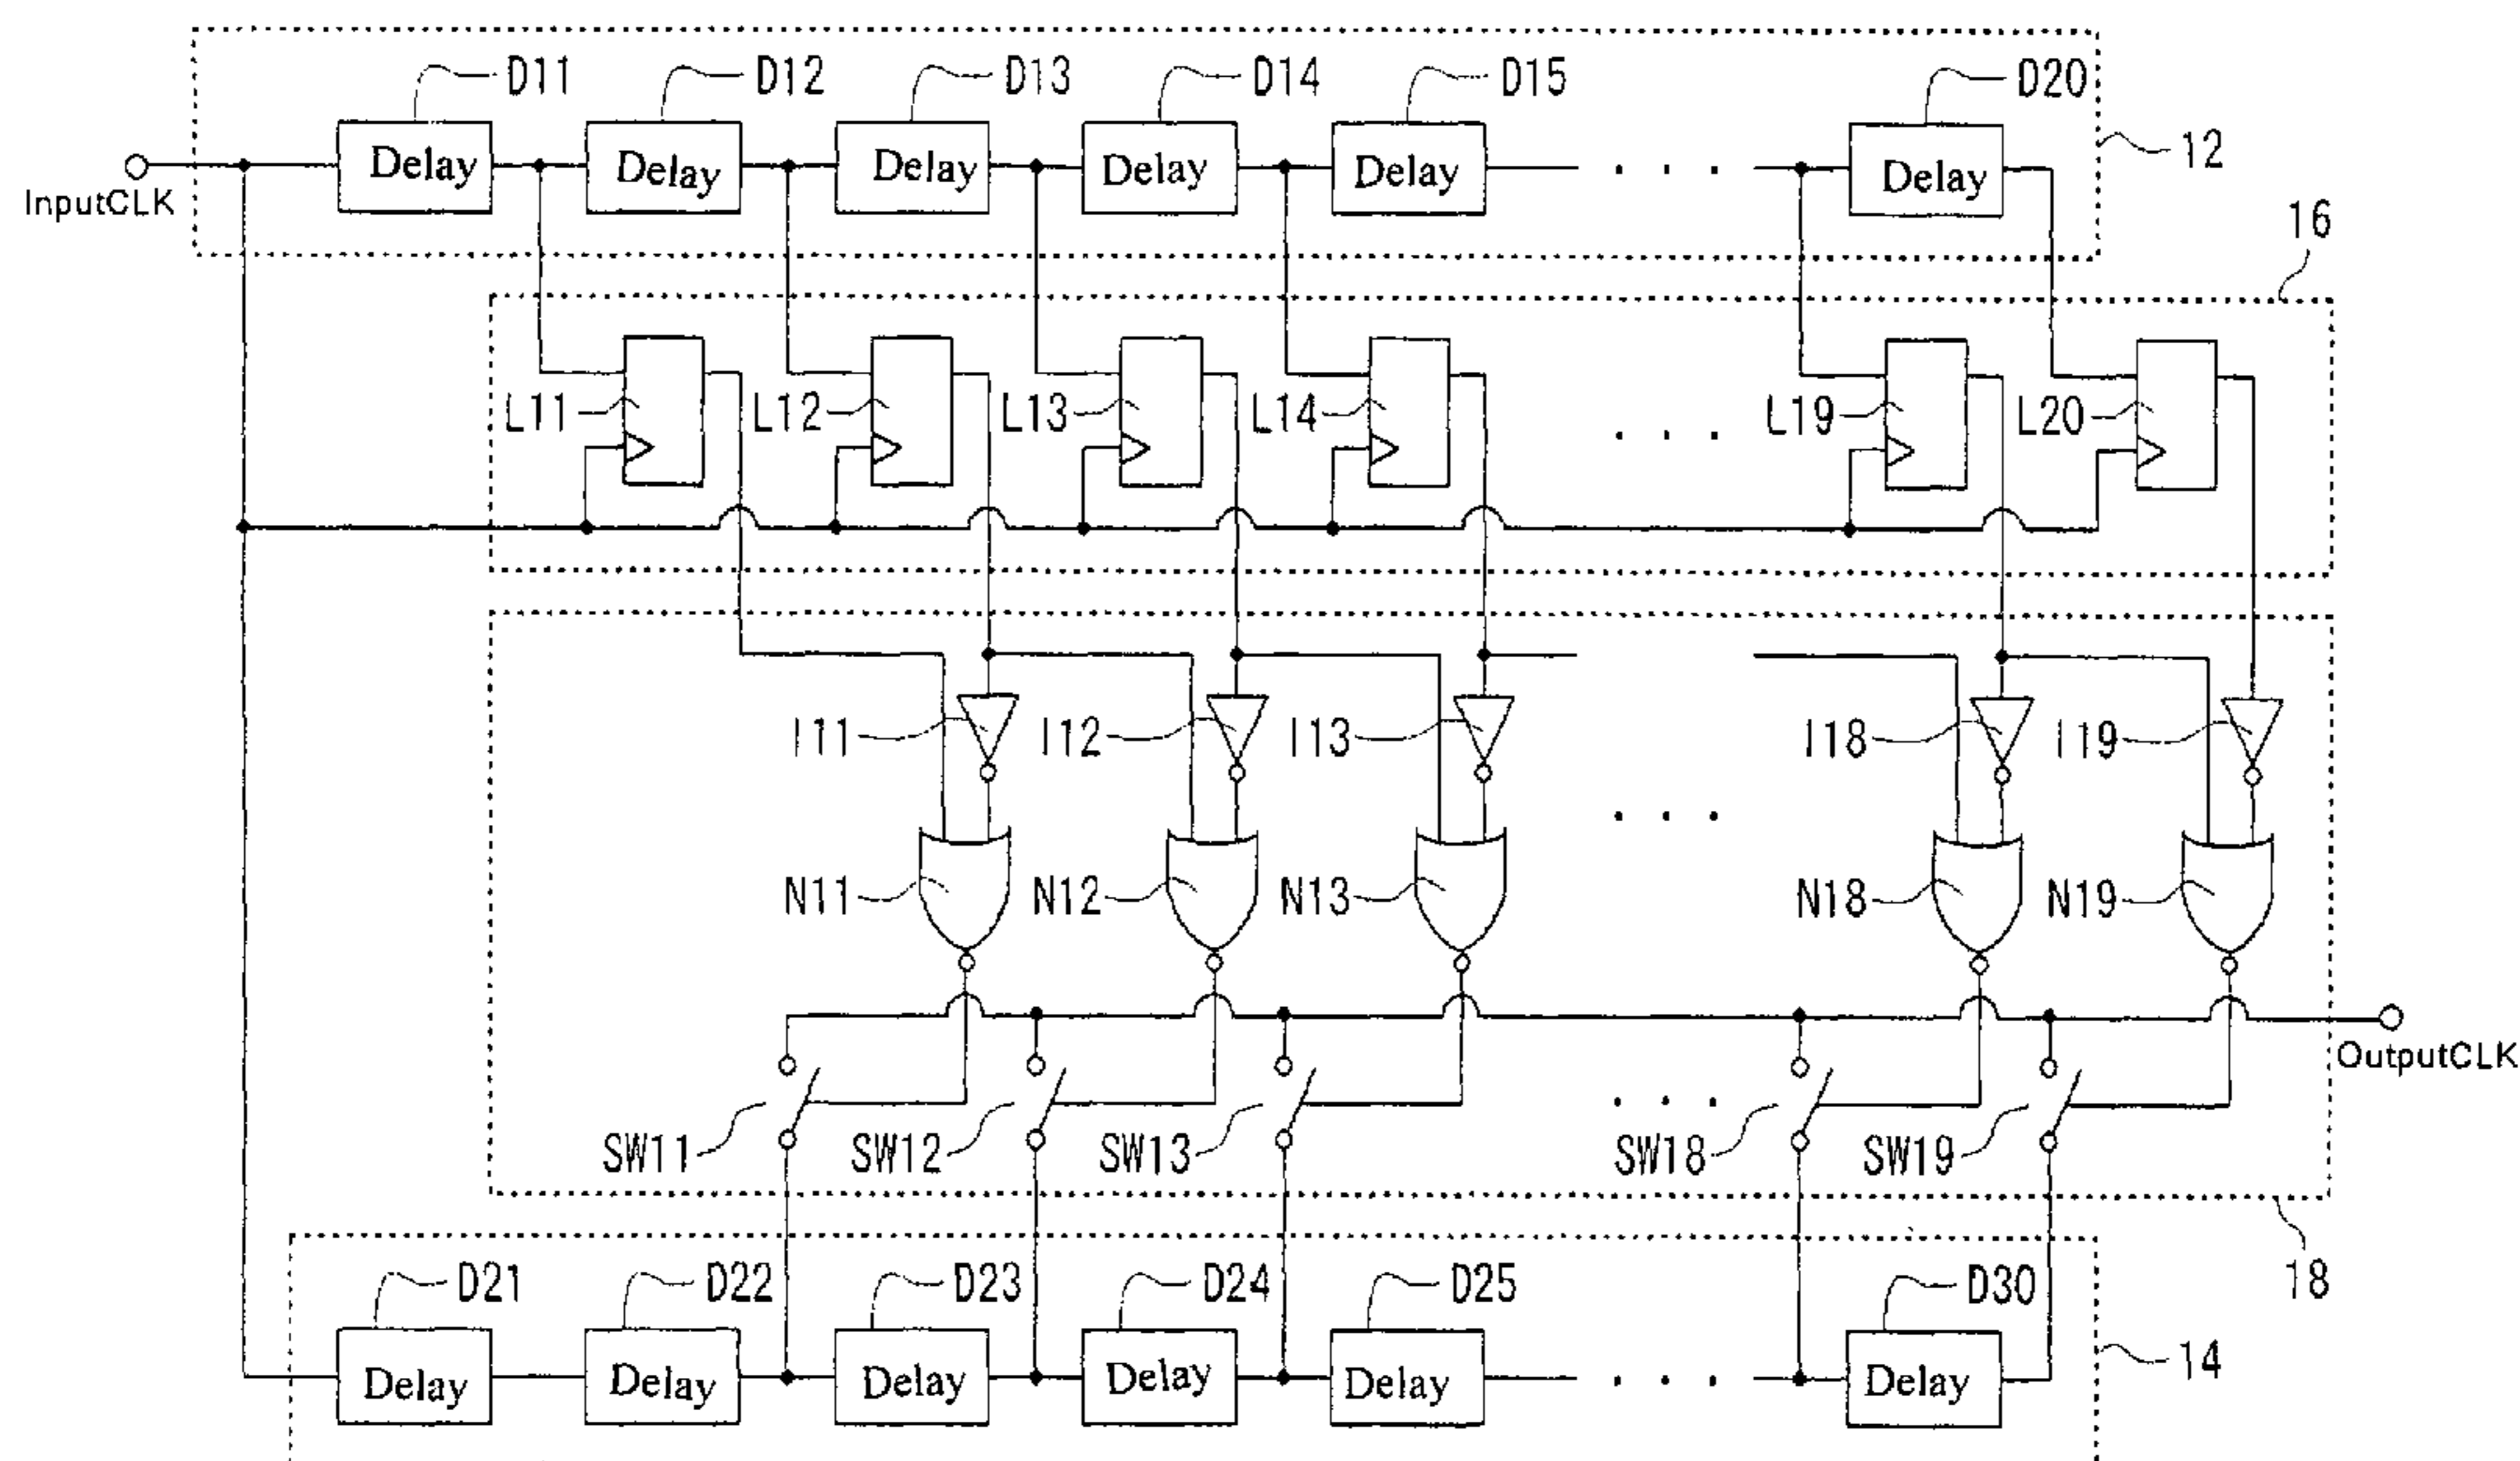 D11 D12 D13 D14 D15 D20
Delay Delay Delay Delay Delay . . . Delay
12
InputCLK
16
L11 L12 L13 L14 . . . L19 L20
I11 I12 I13 I18 I19
. . .
N11 N12 N13 N18 N19
OutputCLK
SW11 SW12 SW13 . . . SW18 SW19
18
D21 D22 D23 D24 D25 D30
14
Delay Delay Delay Delay Delay . . . Delay